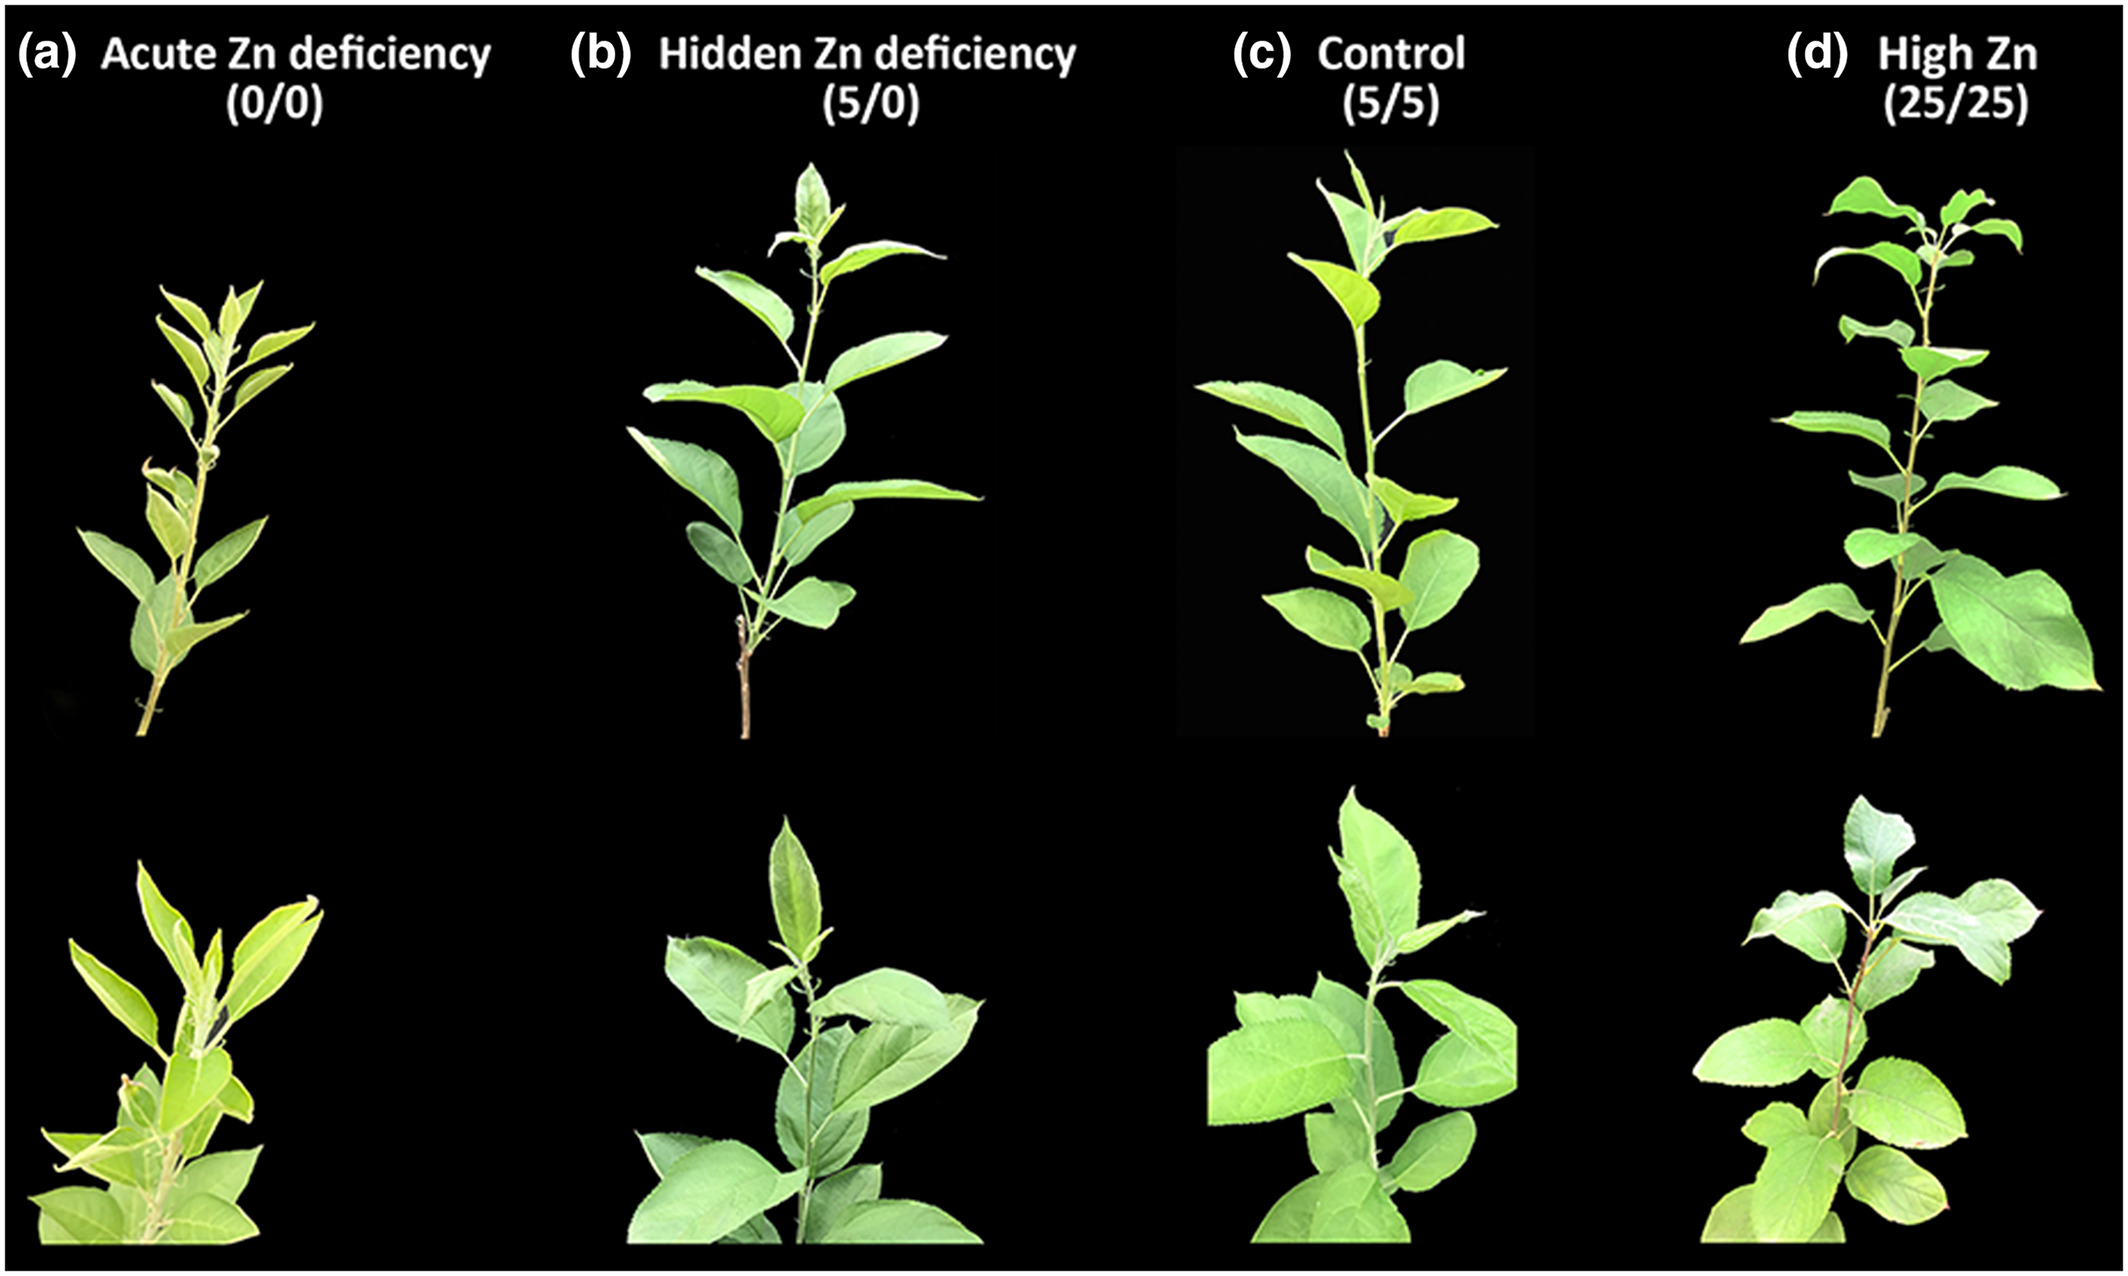 (a) Acute Zn deficiency
(0/0)
(b) Hidden Zn deficiency
(5/0)
(c) Control
(5/5)
(d) High Zn
(25/25)